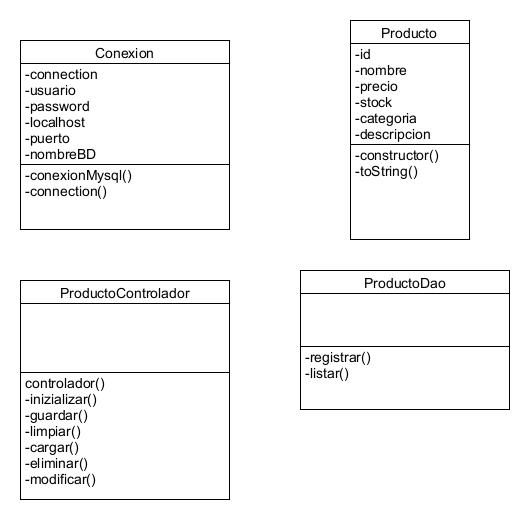 Conexion
-connection
-usuario
-password
-localhost
-puerto
-nombreBD
-conexionMysql()
-connection()
Producto
-id
-nombre
-precio
-stock
-categoria
-descripcion
-constructor()
-toString()
ProductoControlador
controlador()
-inizializar()
-guardar()
-limpiar()
-cargar()
-eliminar()
-modificar()
ProductoDao
-registrar()
-listar()